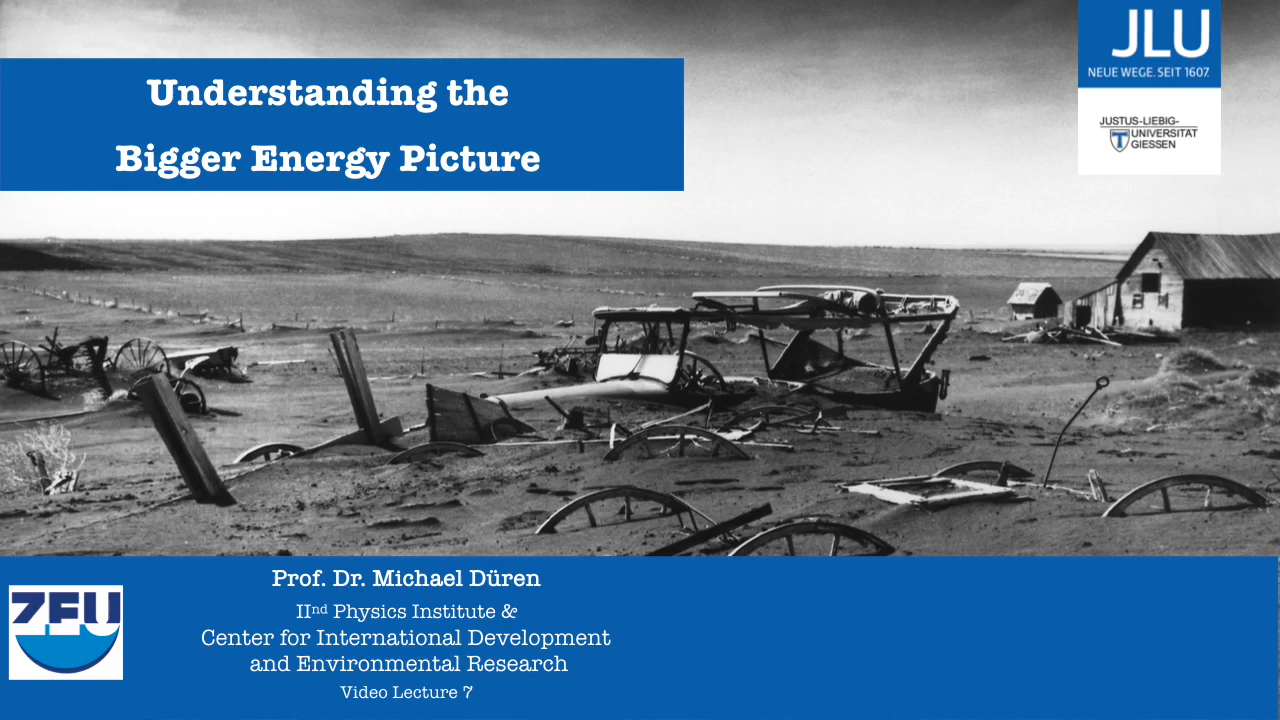 Understanding the
Bigger Energy Picture
JLU
NEUE WEGE. SEIT 1607.
JUSTUS-LIEBIG-
UNIVERSITAT
GIESSEN
ZEU
Prof. Dr. Michael Düren
IInd Physics Institute &
Center for International Development
and Environmental Research
Video Lecture 7